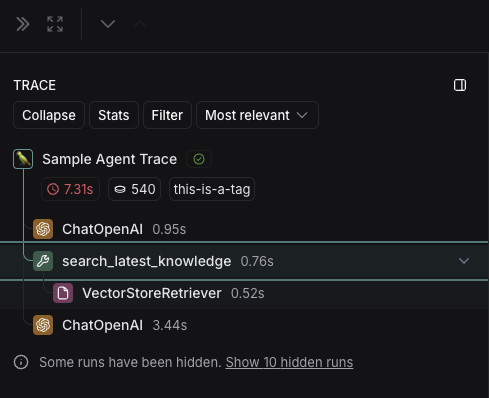 TRACE
Collapse Stats Filter Most relevant
Sample Agent Trace
7.31s 540 this-is-a-tag
ChatOpenAI 0.95s
search_latest_knowledge 0.76s
VectorStoreRetriever 0.52s
ChatOpenAI 3.44s
Some runs have been hidden. Show 10 hidden runs